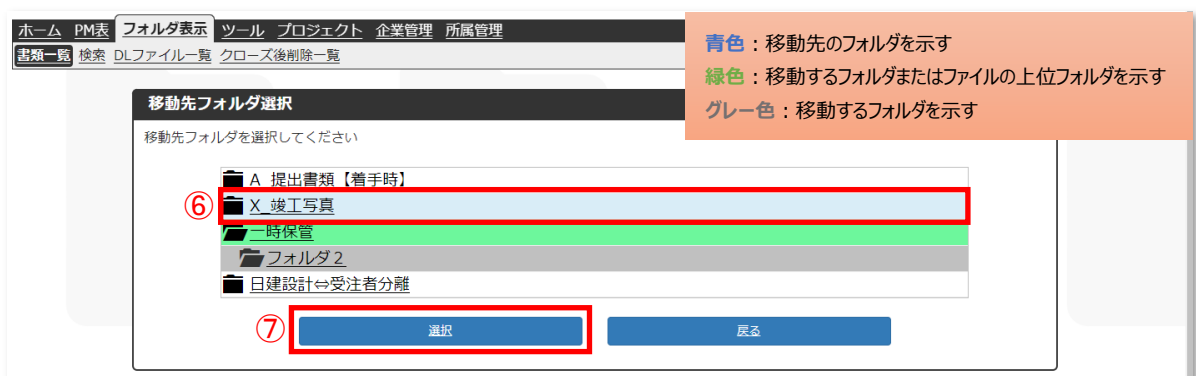 ホーム PM表 フォルダ表示 ツール プロジェクト 企業管理 所属管理
書類一覧 検索 DLファイル一覧 クローズ後削除一覧
青色：移動先のフォルダを示す
緑色：移動するフォルダまたはファイルの上位フォルダを示す
グレー色：移動するフォルダを示す
移動先フォルダ選択
移動先フォルダを選択してください
A_提出書類【着手時】
⑥ X_竣工写真
一時保管
フォルダ２
日建設計⇔受注者分離
⑦ 選択 戻る